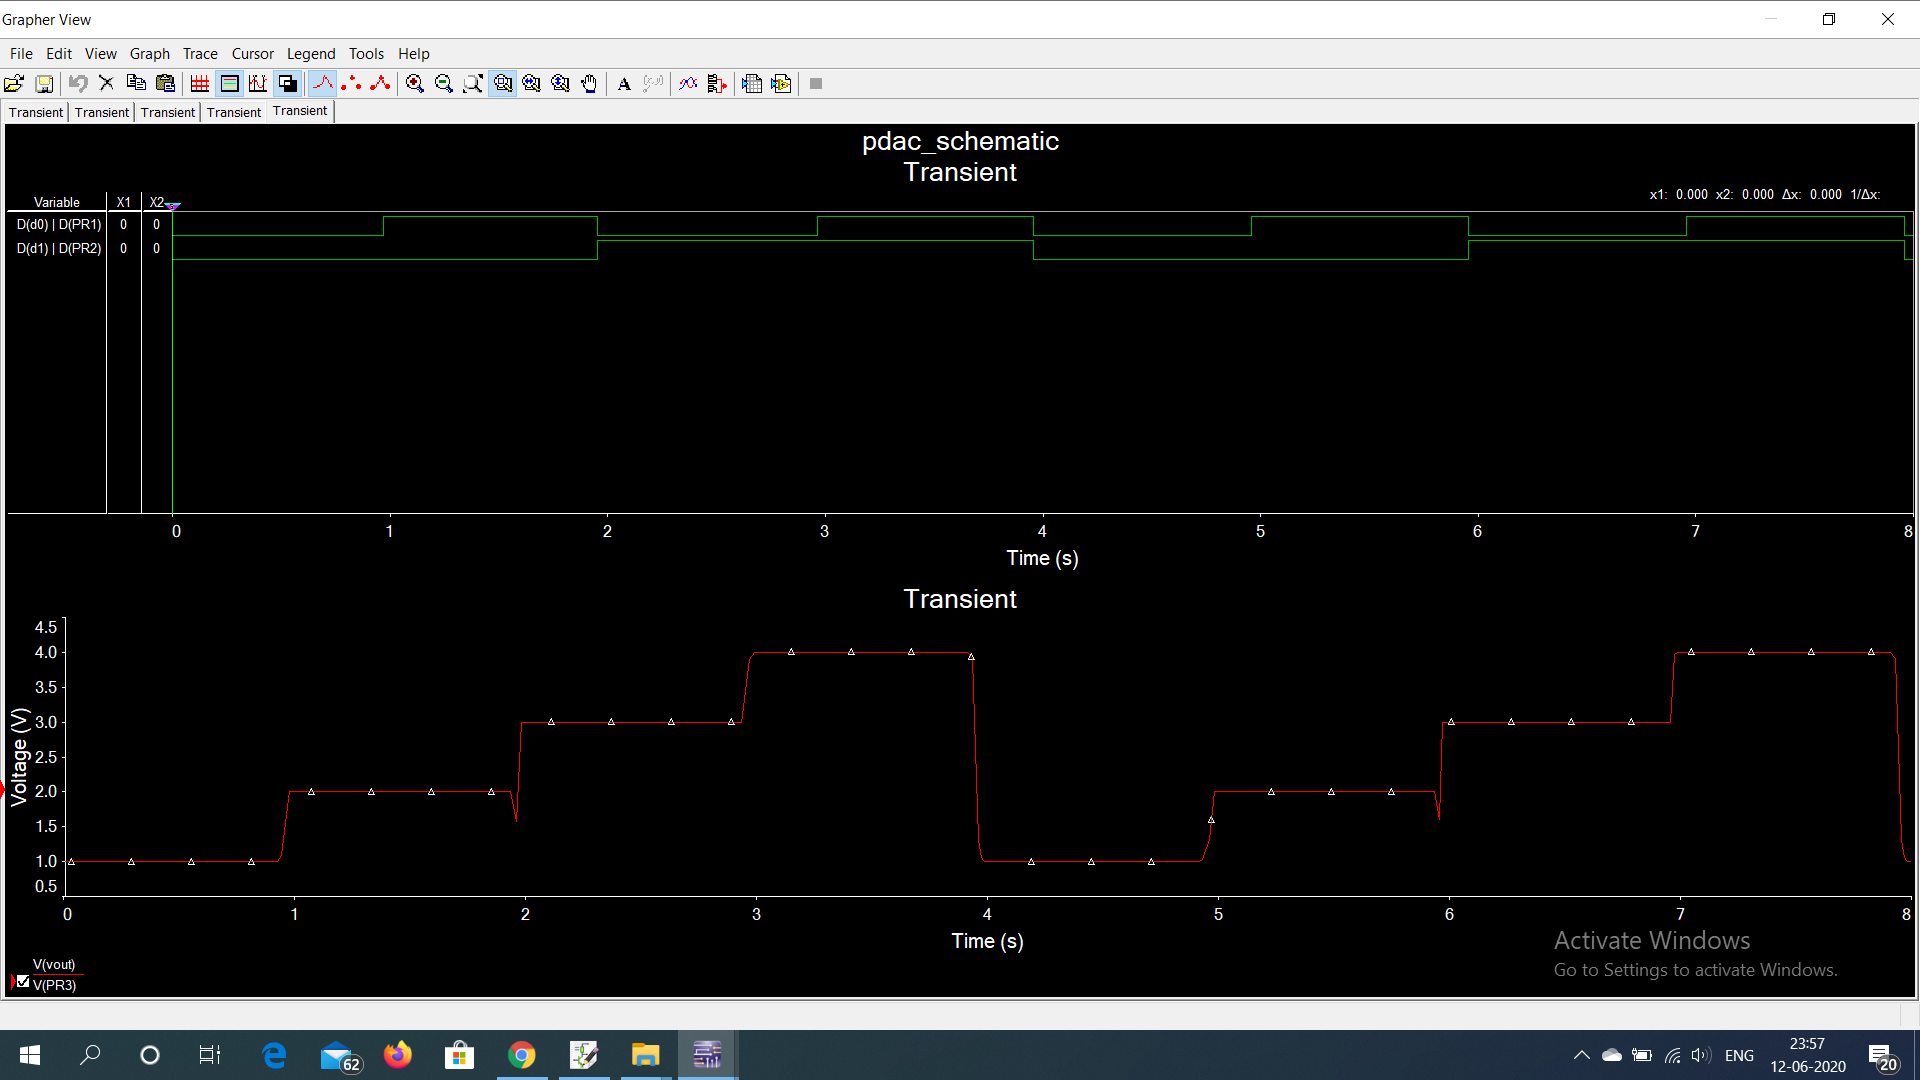 Grapher View
File Edit View Graph Trace Cursor Legend Tools Help
A
Transient Transient Transient Transient Transient
pdac_schematic
Transient
x1: 0.000 x2: 0.000 Δx: 0.000 1/Δx:
Variable X1 X2
D(d0) | D(PR1) 0 0
D(d1) | D(PR2) 0 0
0 1 2 3 4 5 6 7 8
Time (s)
Transient
Voltage (V)
4.5
4.0
3.5
3.0
2.5
2.0
1.5
1.0
0.5
0 1 2 3 4 5 6 7 8
Time (s)
Activate Windows
Go to Settings to activate Windows.
V(vout)
V(PR3)
62
ENG
23:57
12-06-2020
20